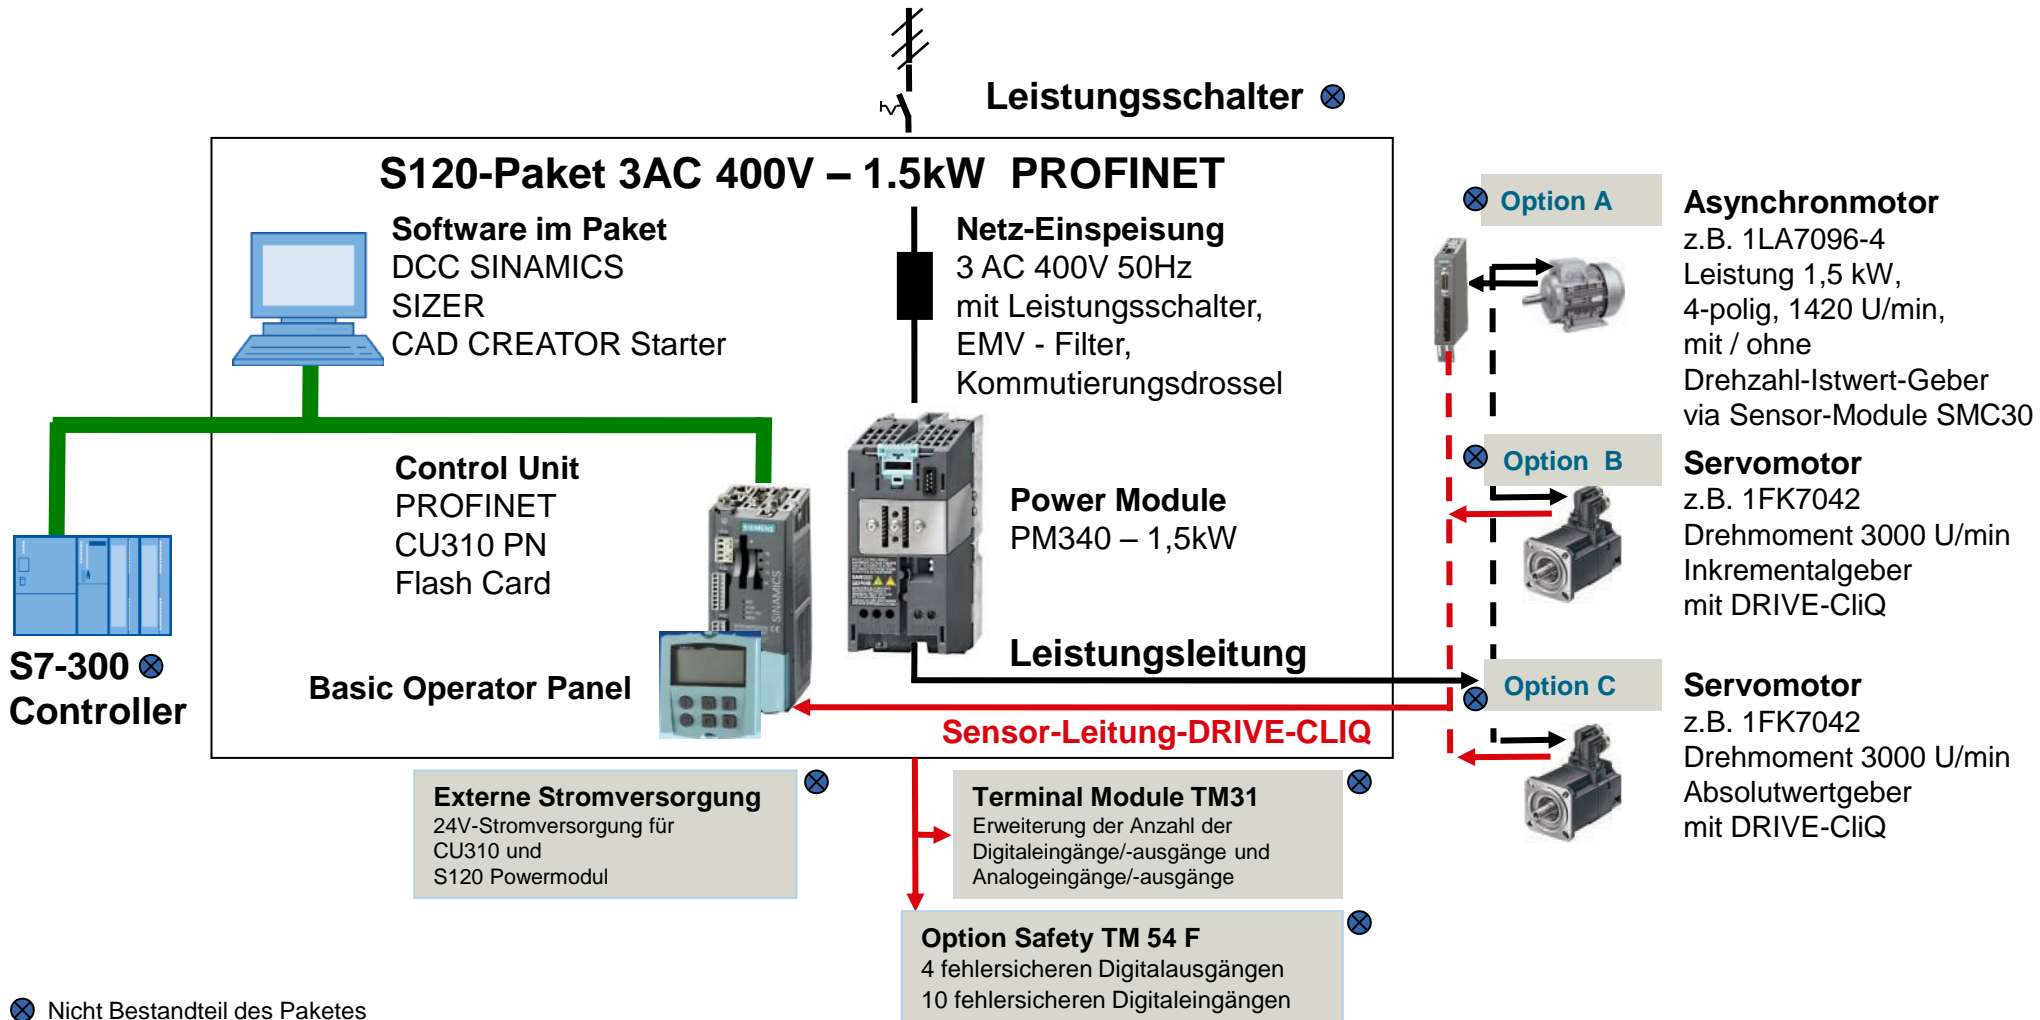 Leistungsschalter
S120-Paket 3AC 400V – 1.5kW PROFINET
Software im Paket
DCC SINAMICS
SIZER
CAD CREATOR Starter
Netz-Einspeisung
3 AC 400V 50Hz
mit Leistungsschalter,
EMV - Filter,
Kommutierungsdrossel
Control Unit
PROFINET
CU310 PN
Flash Card
SIEMENS
SINAMICS
Power Module
PM340 – 1,5kW
Basic Operator Panel
Leistungsleitung
Sensor-Leitung-DRIVE-CLIQ
S7-300
Controller
Option A
Asynchronmotor
z.B. 1LA7096-4
Leistung 1,5 kW,
4-polig, 1420 U/min,
mit / ohne
Drehzahl-Istwert-Geber
via Sensor-Module SMC30
Option B
Servomotor
z.B. 1FK7042
Drehmoment 3000 U/min
Inkrementalgeber
mit DRIVE-CliQ
Option C
Servomotor
z.B. 1FK7042
Drehmoment 3000 U/min
Absolutwertgeber
mit DRIVE-CliQ
Externe Stromversorgung
24V-Stromversorgung für
CU310 und
S120 Powermodul
Terminal Module TM31
Erweiterung der Anzahl der
Digitaleingänge/-ausgänge und
Analogeingänge/-ausgänge
Option Safety TM 54 F
4 fehlersicheren Digitalausgängen
10 fehlersicheren Digitaleingängen
Nicht Bestandteil des Paketes